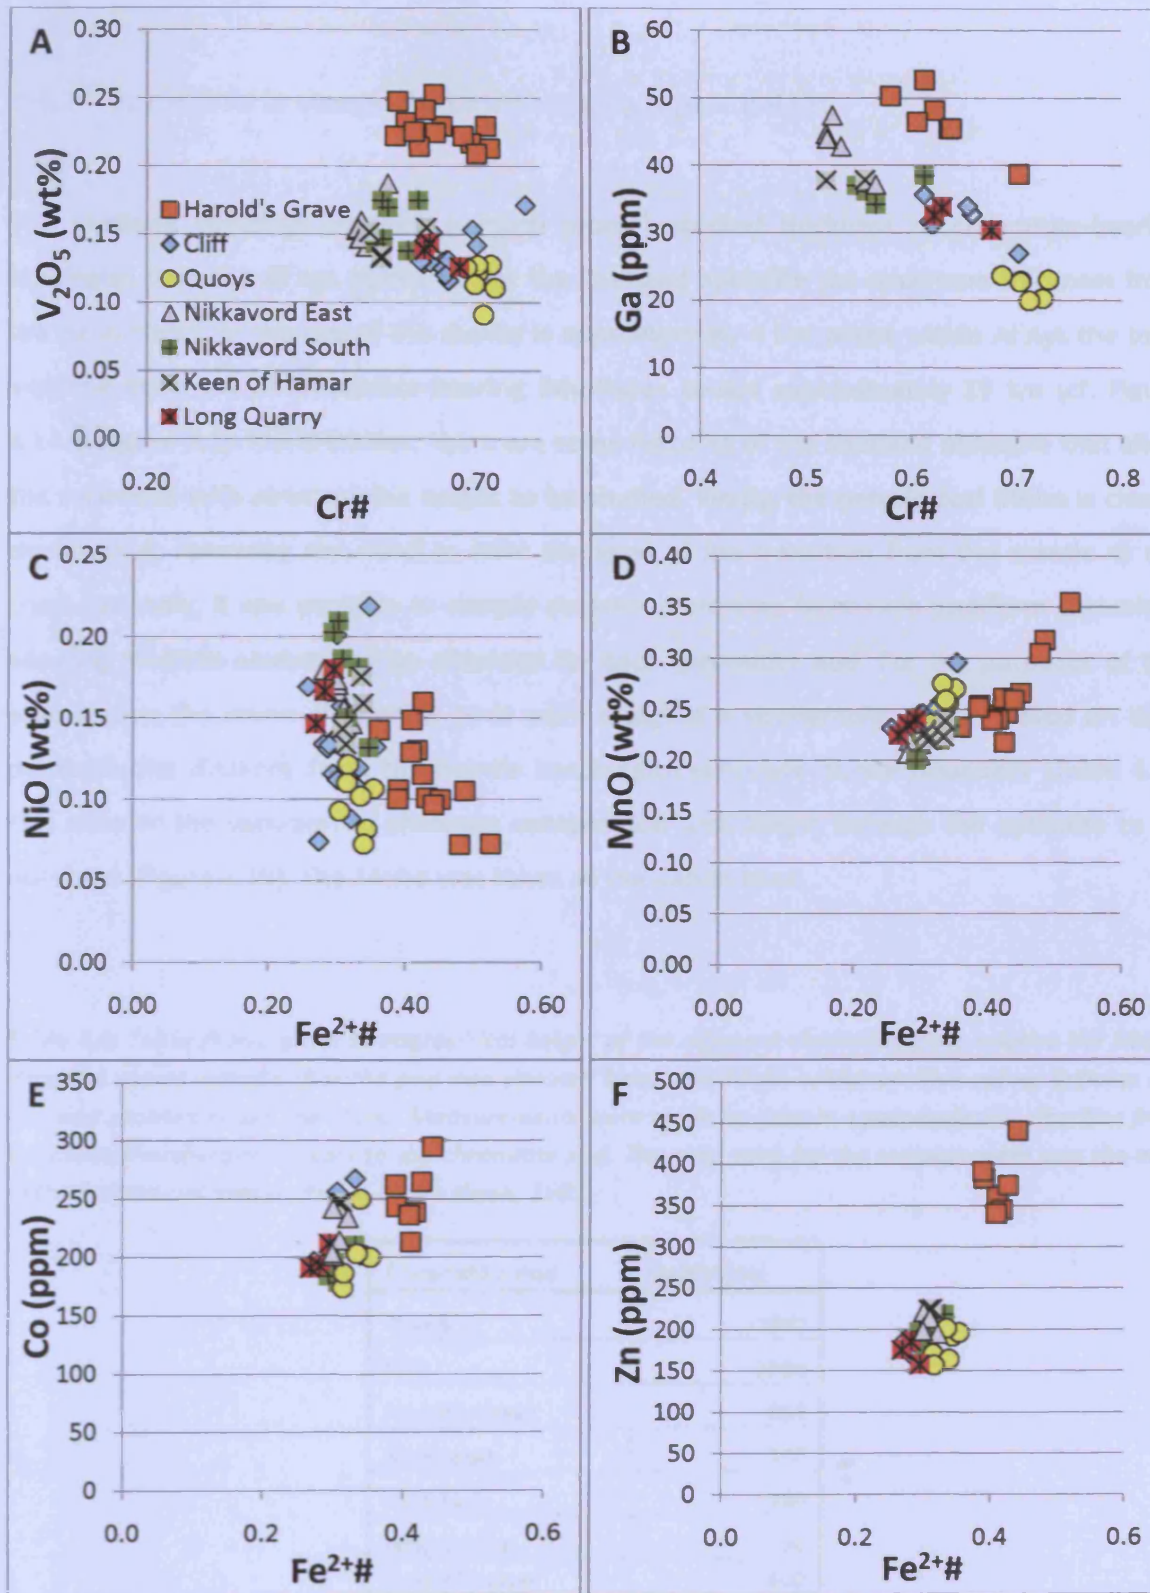 A
0.30
0.25
0.20
0.15
0.10
0.05
0.00
V₂O₅ (wt%)
Harold's Grave
Cliff
Quoys
Nikkavord East
Nikkavord South
Keen of Hamar
Long Quarry
0.20
0.70
Cr#
B
60
50
40
30
20
10
0
Ga (ppm)
0.4
0.5
0.6
0.7
0.8
Cr#
C
0.25
0.20
0.15
0.10
0.05
0.00
NiO (wt%)
0.00
0.20
0.40
0.60
Fe²⁺#
D
0.40
0.35
0.30
0.25
0.20
0.15
0.10
0.05
0.00
MnO (wt%)
0.00
0.20
0.40
0.60
Fe²⁺#
E
350
300
250
200
150
100
50
0
Co (ppm)
0.0
0.2
0.4
0.6
Fe²⁺#
F
500
450
400
350
300
250
200
150
100
50
0
Zn (ppm)
0.0
0.2
0.4
0.6
Fe²⁺#